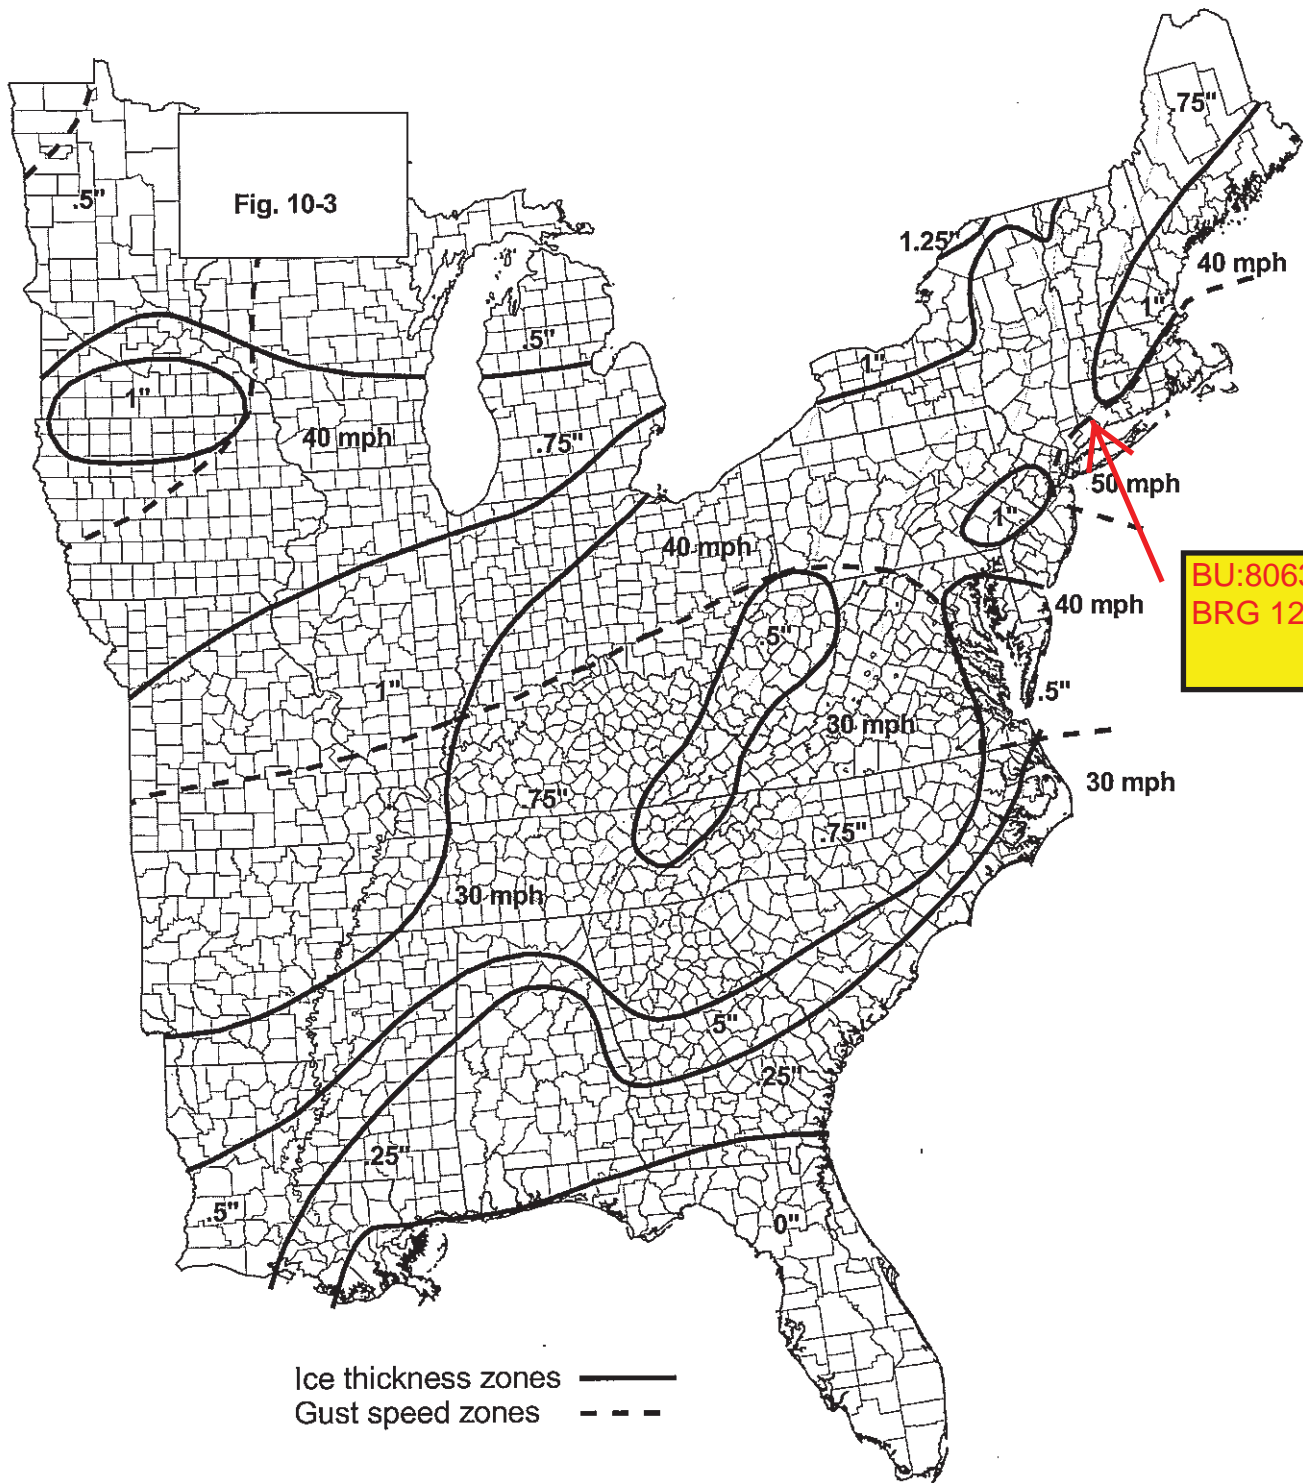 .75"
.5"
Fig. 10-3
1.25"
40 mph
1"
.5"
1"
1"
40 mph
.75"
50 mph
1"
40 mph
BU:8063
BRG 12
40 mph
.5"
.5"
1"
30 mph
30 mph
.75"
.75"
30 mph
.5"
.25"
.25"
.5"
0"
Ice thickness zones
Gust speed zones